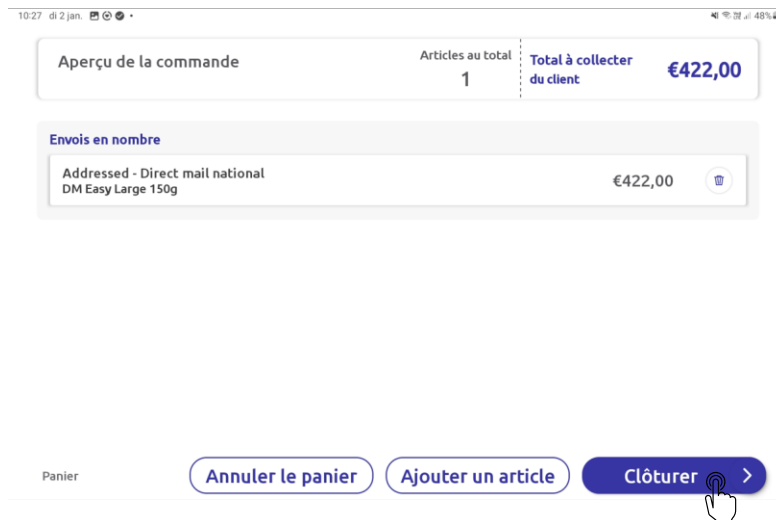 10:27 di 2 jan.
48%
Aperçu de la commande
Articles au total
1
Total à collecter
du client
€422,00
Envois en nombre
Addressed - Direct mail national
DM Easy Large 150g
€422,00
Panier
Annuler le panier
Ajouter un article
Clôturer